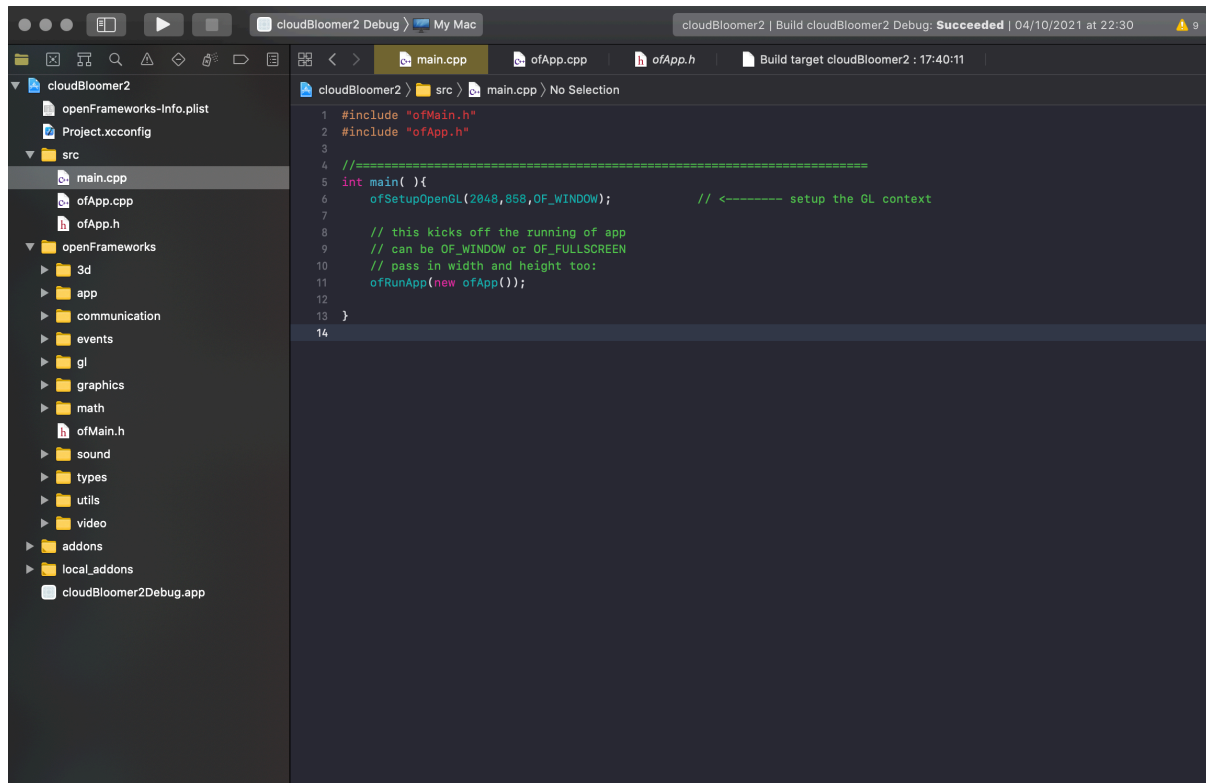 cloudBloomer2 Debug 〉 My Mac
cloudBloomer2 | Build cloudBloomer2 Debug: Succeeded | 04/10/2021 at 22:30
9
main.cpp
ofApp.cpp
ofApp.h
Build target cloudBloomer2 : 17:40:11
cloudBloomer2 〉 src 〉 main.cpp 〉 No Selection
cloudBloomer2
openFrameworks-Info.plist
Project.xcconfig
src
main.cpp
ofApp.cpp
ofApp.h
openFrameworks
3d
app
communication
events
gl
graphics
math
ofMain.h
sound
types
utils
video
addons
local_addons
cloudBloomer2Debug.app
1 #include "ofMain.h"
2 #include "ofApp.h"
3
4 //========================================================================
5 int main( ){
6 ofSetupOpenGL(2048,858,OF_WINDOW); // <-------- setup the GL context
7
8 // this kicks off the running of app
9 // can be OF_WINDOW or OF_FULLSCREEN
10 // pass in width and height too:
11 ofRunApp(new ofApp());
12
13 }
14